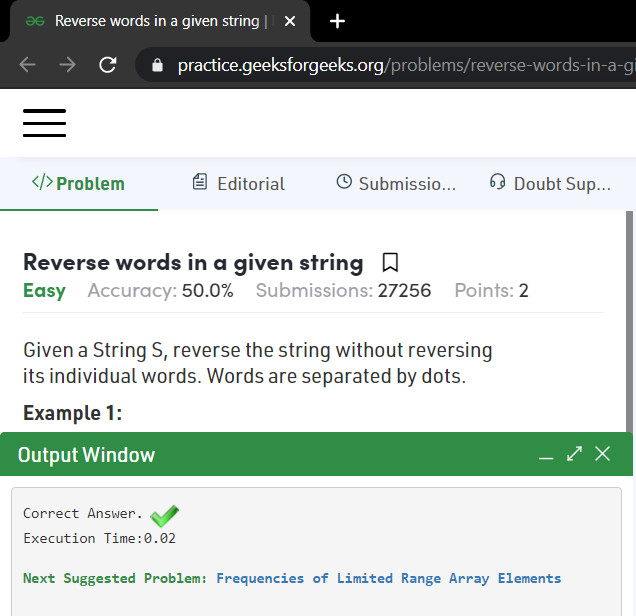 Reverse words in a given string |
practice.geeksforgeeks.org/problems/reverse-words-in-a-gi
</>Problem
Editorial
Submissio...
Doubt Sup...
Reverse words in a given string
Easy Accuracy: 50.0% Submissions: 27256 Points: 2
Given a String S, reverse the string without reversing
its individual words. Words are separated by dots.
Example 1:
Output Window
Correct Answer.
Execution Time:0.02
Next Suggested Problem: Frequencies of Limited Range Array Elements